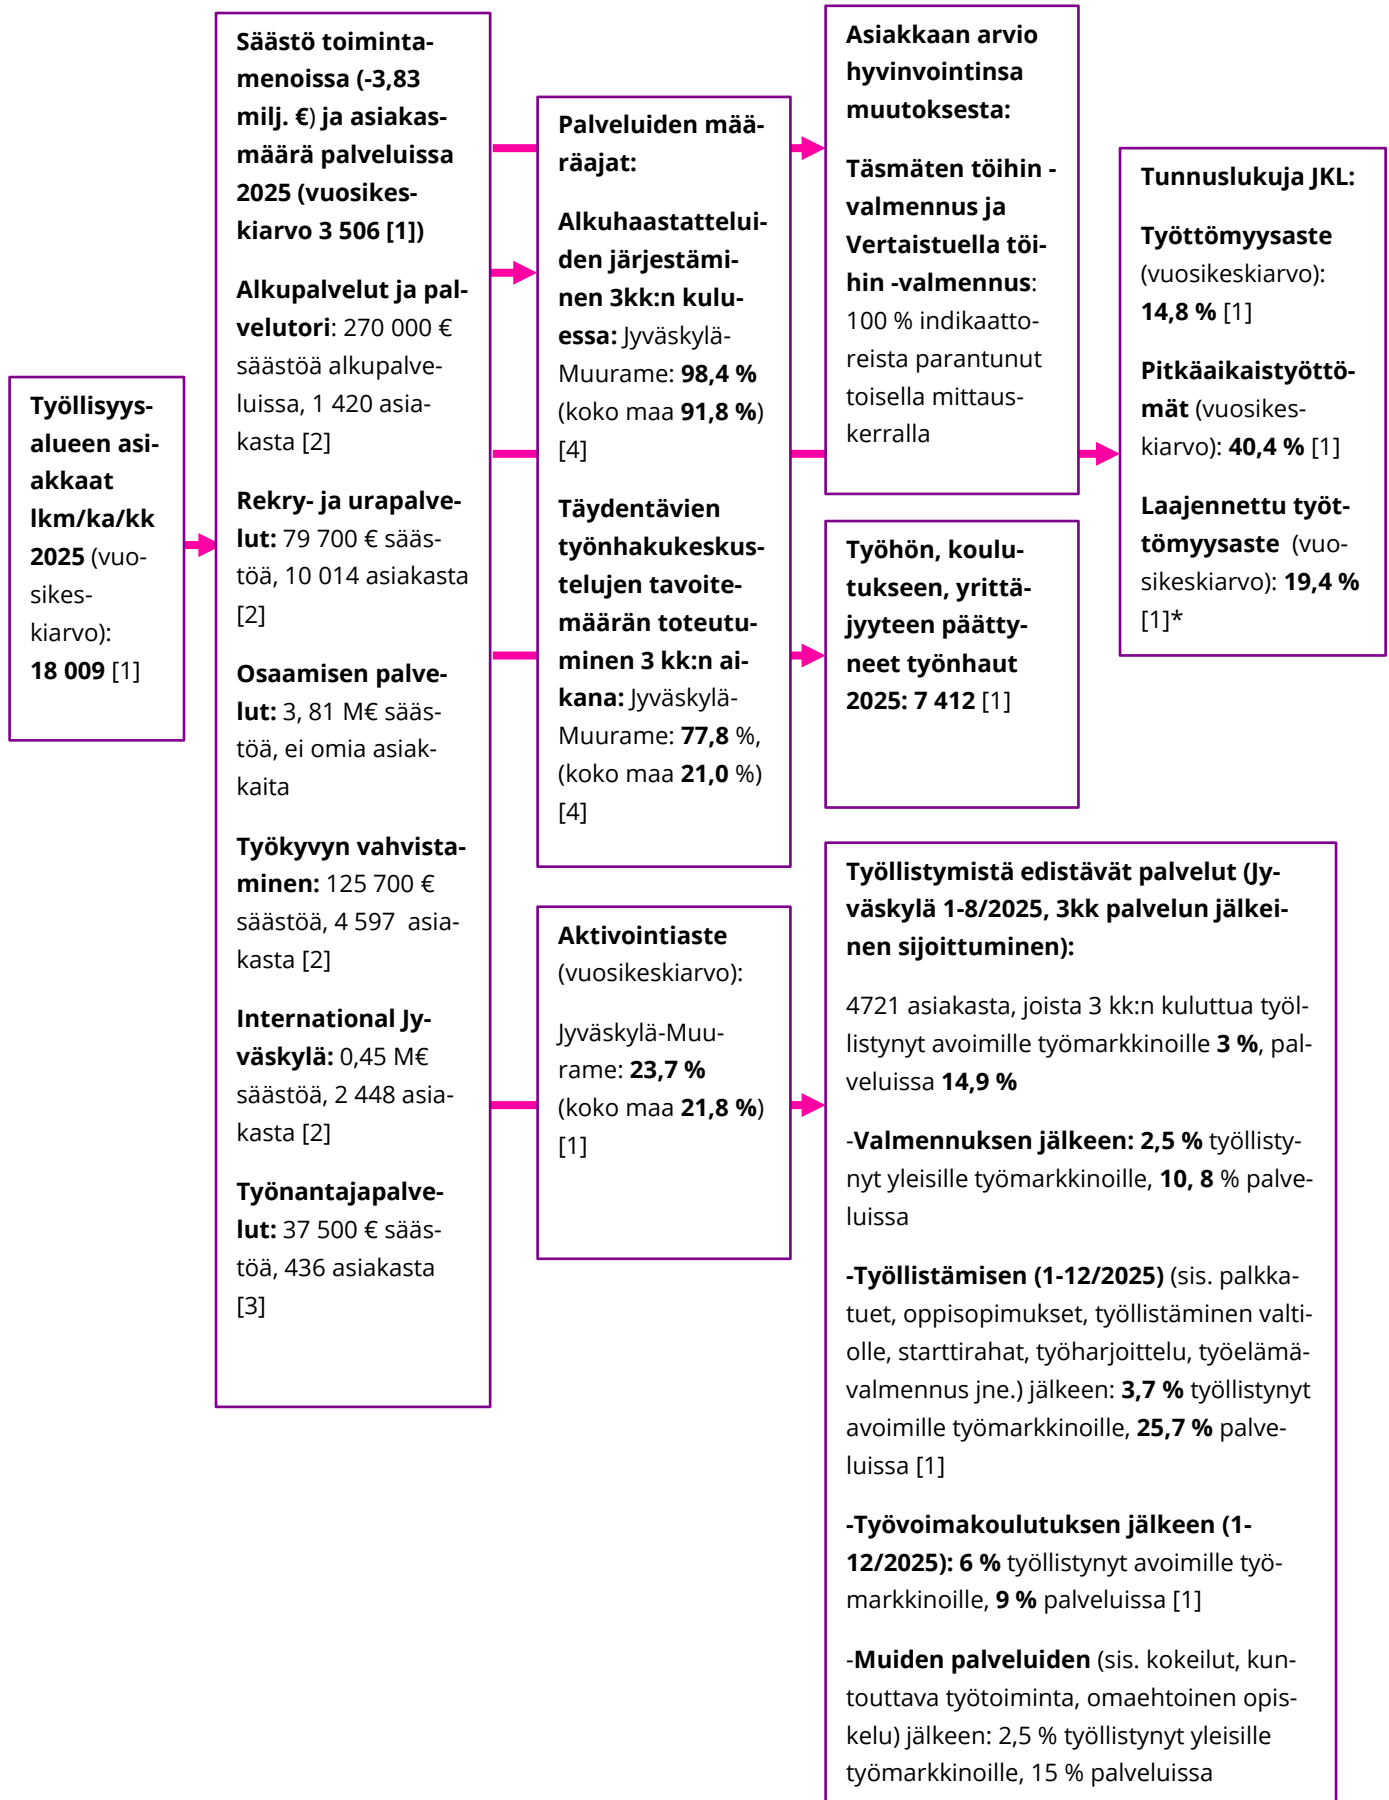 Työllisyys-
alueen asi-
akkaat
lkm/ka/kk
2025 (vuo-
sikes-
kiarvo):
18 009 [1]
Säästö toiminta-
menoissa (-3,83
milj. €) ja asiakas-
määrä palveluissa
2025 (vuosikes-
kiarvo 3 506 [1])
Alkupalvelut ja pal-
velutori: 270 000 €
säästöä alkupalve-
luissa, 1 420 asia-
kasta [2]
Rekry- ja urapalve-
lut: 79 700 € sääs-
töä, 10 014 asiakasta
[2]
Osaamisen palve-
lut: 3, 81 M€ sääs-
töä, ei omia asiak-
kaita
Työkyvyn vahvista-
minen: 125 700 €
säästöä, 4 597  asia-
kasta [2]
International Jy-
väskylä: 0,45 M€
säästöä, 2 448 asia-
kasta [2]
Työnantajapalve-
lut: 37 500 € sääs-
töä, 436 asiakasta
[3]
Palveluiden mää-
räajat:
Alkuhaastattelui-
den järjestämi-
nen 3kk:n kulu-
essa: Jyväskylä-
Muurame: 98,4 %
(koko maa 91,8 %)
[4]
Täydentävien
työnhakukeskus-
telujen tavoite-
määrän toteutu-
minen 3 kk:n ai-
kana: Jyväskylä-
Muurame: 77,8 %,
(koko maa 21,0 %)
[4]
Aktivointiaste
(vuosikeskiarvo):
Jyväskylä-Muu-
rame: 23,7 %
(koko maa 21,8 %)
[1]
Asiakkaan arvio
hyvinvointinsa
muutoksesta:
Täsmäten töihin -
valmennus ja
Vertaistuella töi-
hin -valmennus:
100 % indikaatto-
reista parantunut
toisella mittaus-
kerralla
Työhön, koulu-
tukseen, yrittä-
jyyteen päätty-
neet työnhaut
2025: 7 412 [1]
Työllistymistä edistävät palvelut (Jy-
väskylä 1-8/2025, 3kk palvelun jälkei-
nen sijoittuminen):
4721 asiakasta, joista 3 kk:n kuluttua työl-
listynyt avoimille työmarkkinoille 3 %, pal-
veluissa 14,9 %
-Valmennuksen jälkeen: 2,5 % työllisty-
nyt yleisille työmarkkinoille, 10, 8 % palve-
luissa
-Työllistämisen (1-12/2025) (sis. palkka-
tuet, oppisopimukset, työllistäminen valti-
olle, starttirahat, työharjoittelu, työelämä-
valmennus jne.) jälkeen: 3,7 % työllistynyt
avoimille työmarkkinoille, 25,7 % palve-
luissa [1]
-Työvoimakoulutuksen jälkeen (1-
12/2025): 6 % työllistynyt avoimille työ-
markkinoille, 9 % palveluissa [1]
-Muiden palveluiden (sis. kokeilut, kun-
touttava työtoiminta, omaehtoinen opis-
kelu) jälkeen: 2,5 % työllistynyt yleisille
työmarkkinoille, 15 % palveluissa
Tunnuslukuja JKL:
Työttömyysaste
(vuosikeskiarvo):
14,8 % [1]
Pitkäaikaistyöttö-
mät (vuosikes-
kiarvo): 40,4 % [1]
Laajennettu työt-
tömyysaste  (vuo-
sikeskiarvo): 19,4 %
[1]*